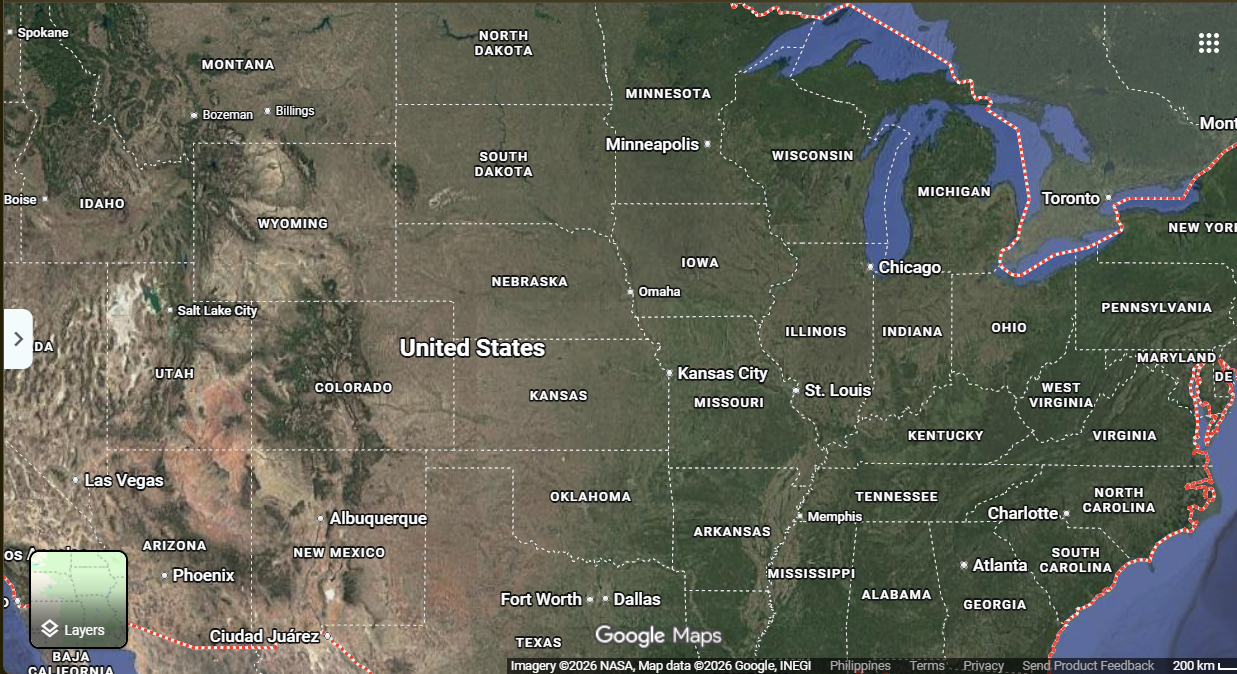 Spokane
NORTH
DAKOTA
MONTANA
MINNESOTA
Bozeman
Billings
Mont
Minneapolis
WISCONSIN
SOUTH
DAKOTA
MICHIGAN
Boise
IDAHO
Toronto
WYOMING
NEW YOR
IOWA
Chicago
NEBRASKA
Omaha
Salt Lake City
PENNSYLVANIA
ILLINOIS
INDIANA
OHIO
DA
United States
MARYLAND
UTAH
Kansas City
DE
COLORADO
St. Louis
KANSAS
MISSOURI
WEST
VIRGINIA
KENTUCKY
VIRGINIA
Las Vegas
OKLAHOMA
TENNESSEE
NORTH
CAROLINA
Albuquerque
Memphis
Charlotte
ARKANSAS
ARIZONA
NEW MEXICO
SOUTH
CAROLINA
Phoenix
MISSISSIPPI
Atlanta
ALABAMA
Fort Worth
Dallas
GEORGIA
Layers
Ciudad Juárez
TEXAS
Google Maps
BAJA
CALIFORNIA
Imagery ©2026 NASA, Map data ©2026 Google, INEGI Philippines Terms Privacy Send Product Feedback 200 km